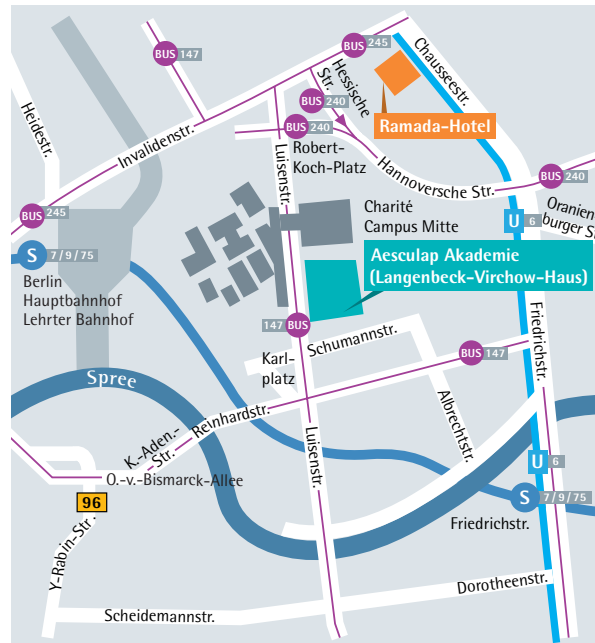 BUS 147
BUS 245
Chausseestr.
Hessische
Str.
Heidestr.
BUS 240
Ramada-Hotel
Invalidenstr.
BUS 240
Robert-
Koch-Platz
Luisenstr.
Hannoversche Str.
BUS 240
Oranien
burger S
BUS 245
U 6
Charité
Campus Mitte
S 7/9/75
Aesculap Akademie
(Langenbeck-Virchow-Haus)
Berlin
Hauptbahnhof
Lehrter Bahnhof
147 BUS
Schumannstr.
Friedrichstr.
Karl-
platz
BUS 147
Spree
Albrechtstr.
Reinhardstr.
K.-Aden.-
Str.
Luisenstr.
O.-v.-Bismarck-Allee
U 6
96
S 7/9/75
Friedrichstr.
Y-Rabin-Str.
Dorotheenstr.
Scheidemannstr.